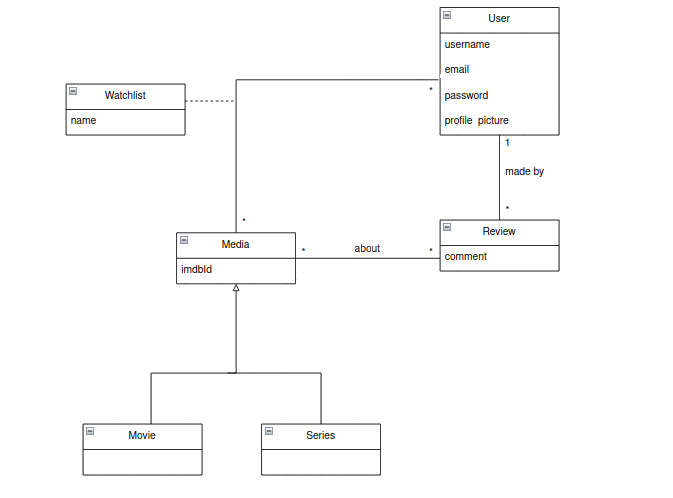 User
username
email
password
profile picture
*
Watchlist
name
1
made by
*
*
Media
imdbId
*
about
*
Review
comment
Movie
Series